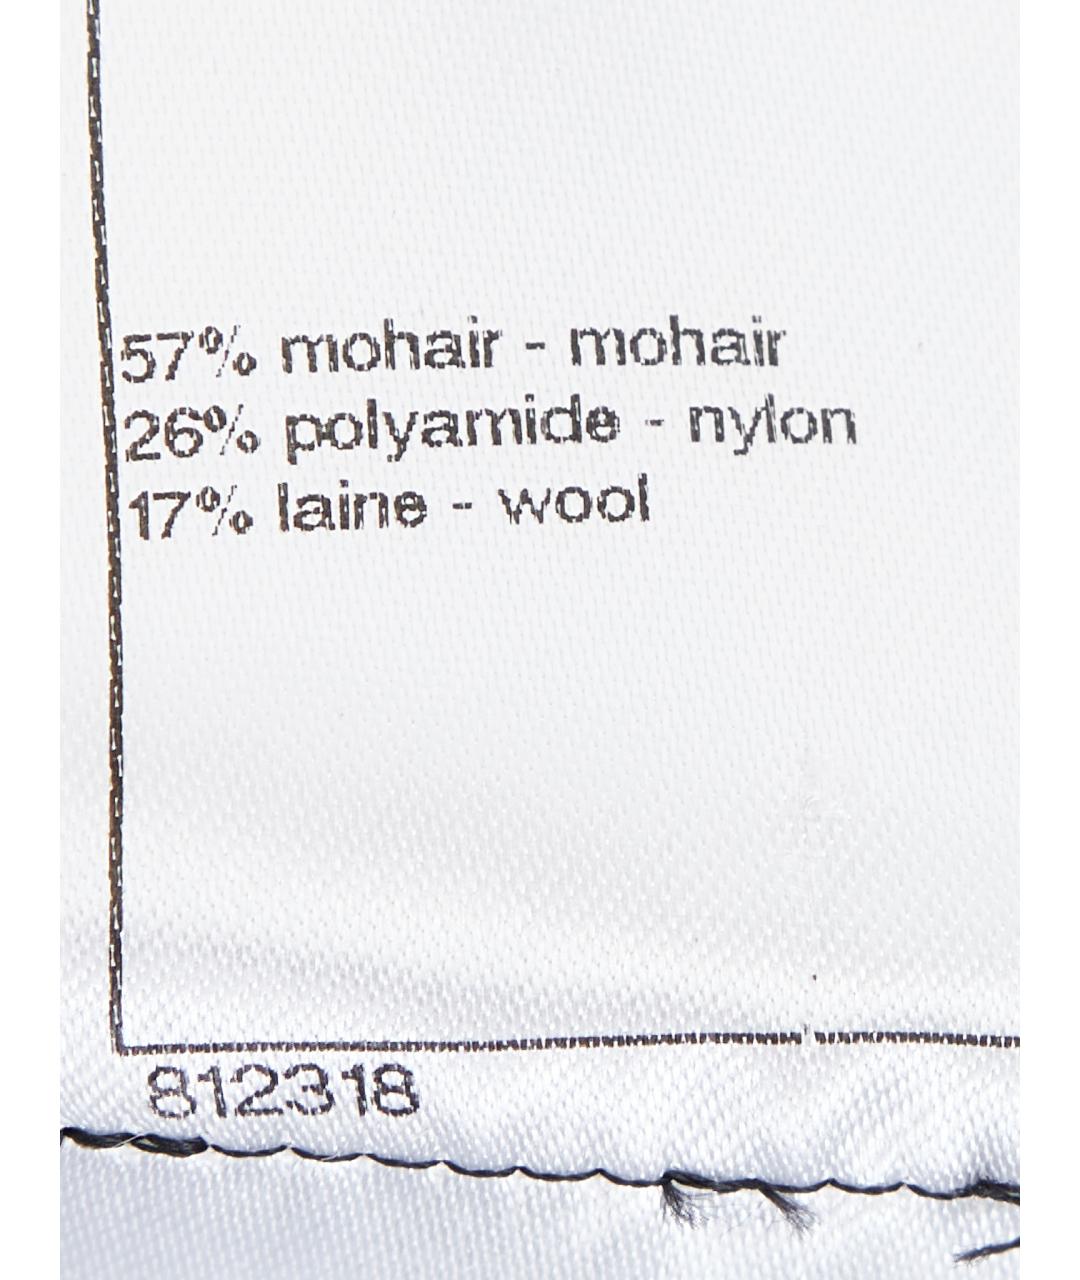 57% mohair - mohair
26% polyamide - nylon
17% laine - wool
812318